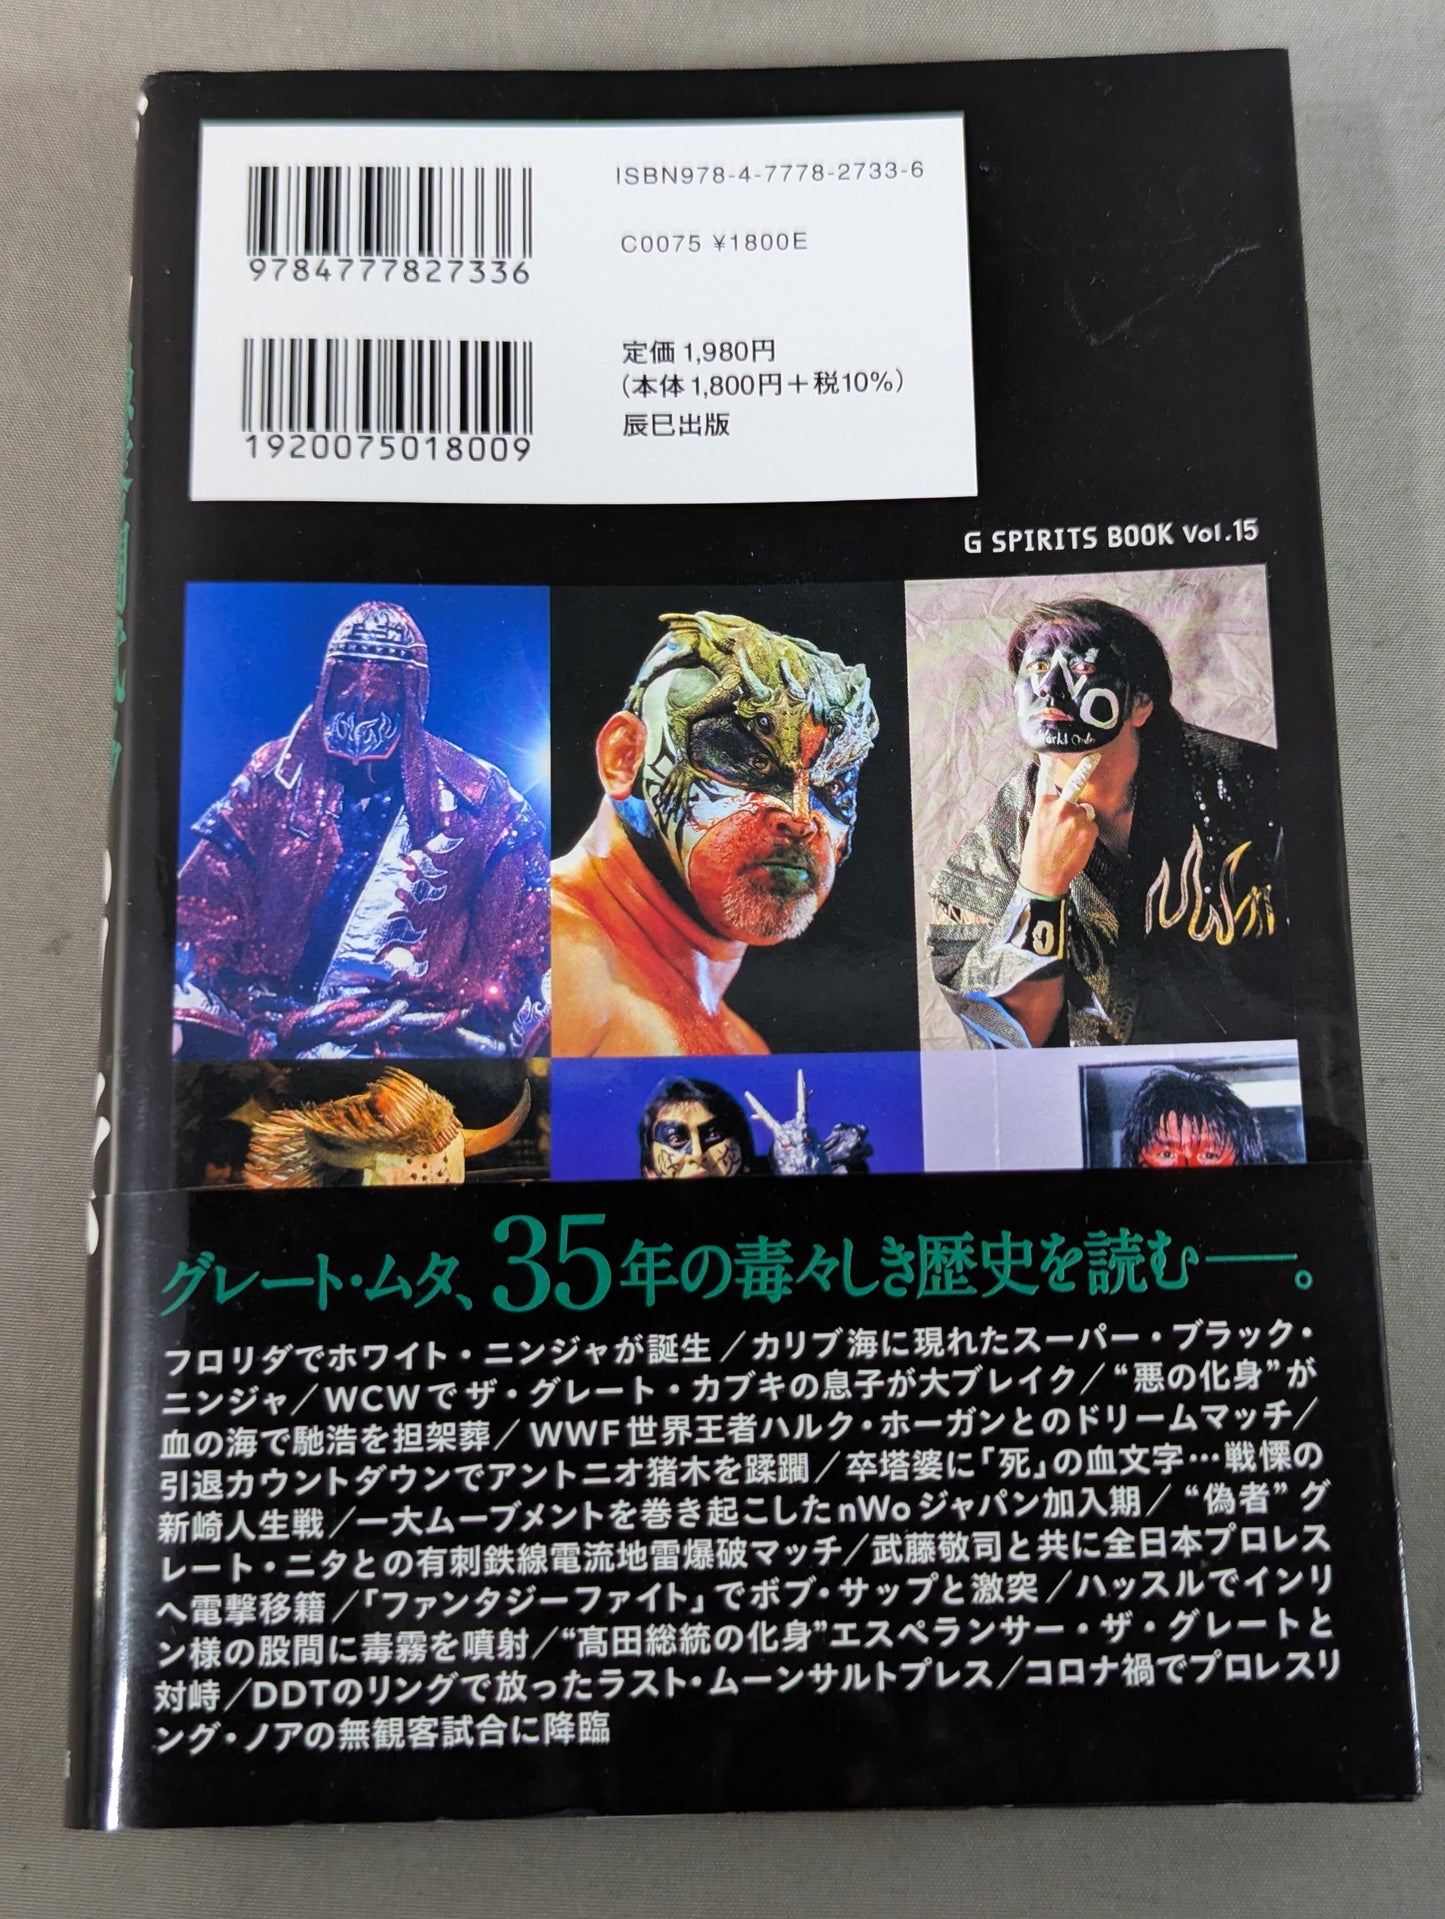 ISBN978-4-7778-2733-6
9784777827336
C0075 ¥1800E
定価1,980円
(本体1,800円＋税10%)
辰巳出版
1920075018009
G SPIRITS BOOK Vol.15
グレート・ムタ、35年の毒々しき歴史を読む──。
フロリダでホワイト・ニンジャが誕生／カリブ海に現れたスーパー・ブラック・
ニンジャ／WCWでザ・グレート・カブキの息子が大ブレイク／“悪の化身”が
血の海で馳浩を担架葬／WWF世界王者ハルク・ホーガンとのドリームマッチ／
引退カウントダウンでアントニオ猪木を蹂躙／卒塔婆に「死」の血文字…戦慄の
新崎人生戦／一大ムーブメントを巻き起こしたnWoジャパン加入期／“偽者”グ
レート・ニタとの有刺鉄線電流地雷爆破マッチ／武藤敬司と共に全日本プロレス
へ電撃移籍／「ファンタジーファイト」でボブ・サップと激突／ハッスルでインリ
ン様の股間に毒霧を噴射／“髙田総統の化身”エスペランサー・ザ・グレートと
対峙／DDTのリングで放ったラスト・ムーンサルトプレス／コロナ禍でプロレスリ
ング・ノアの無観客試合に降臨